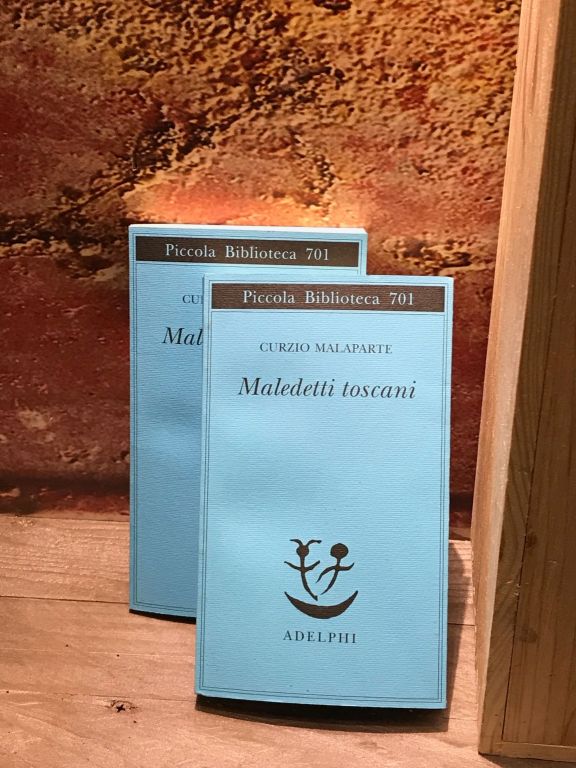 Piccola Biblioteca 701
Piccola Biblioteca 701
CURZIO MALAPARTE
Maledetti toscani
ADELPHI